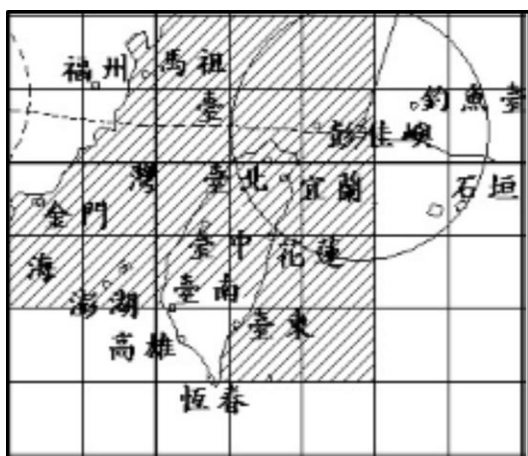 福州
馬祖
釣魚臺
臺
彭佳嶼
灣
臺北
宜蘭
石垣
金門
臺中
花蓮
海
臺南
澎湖
臺東
高雄
恆春